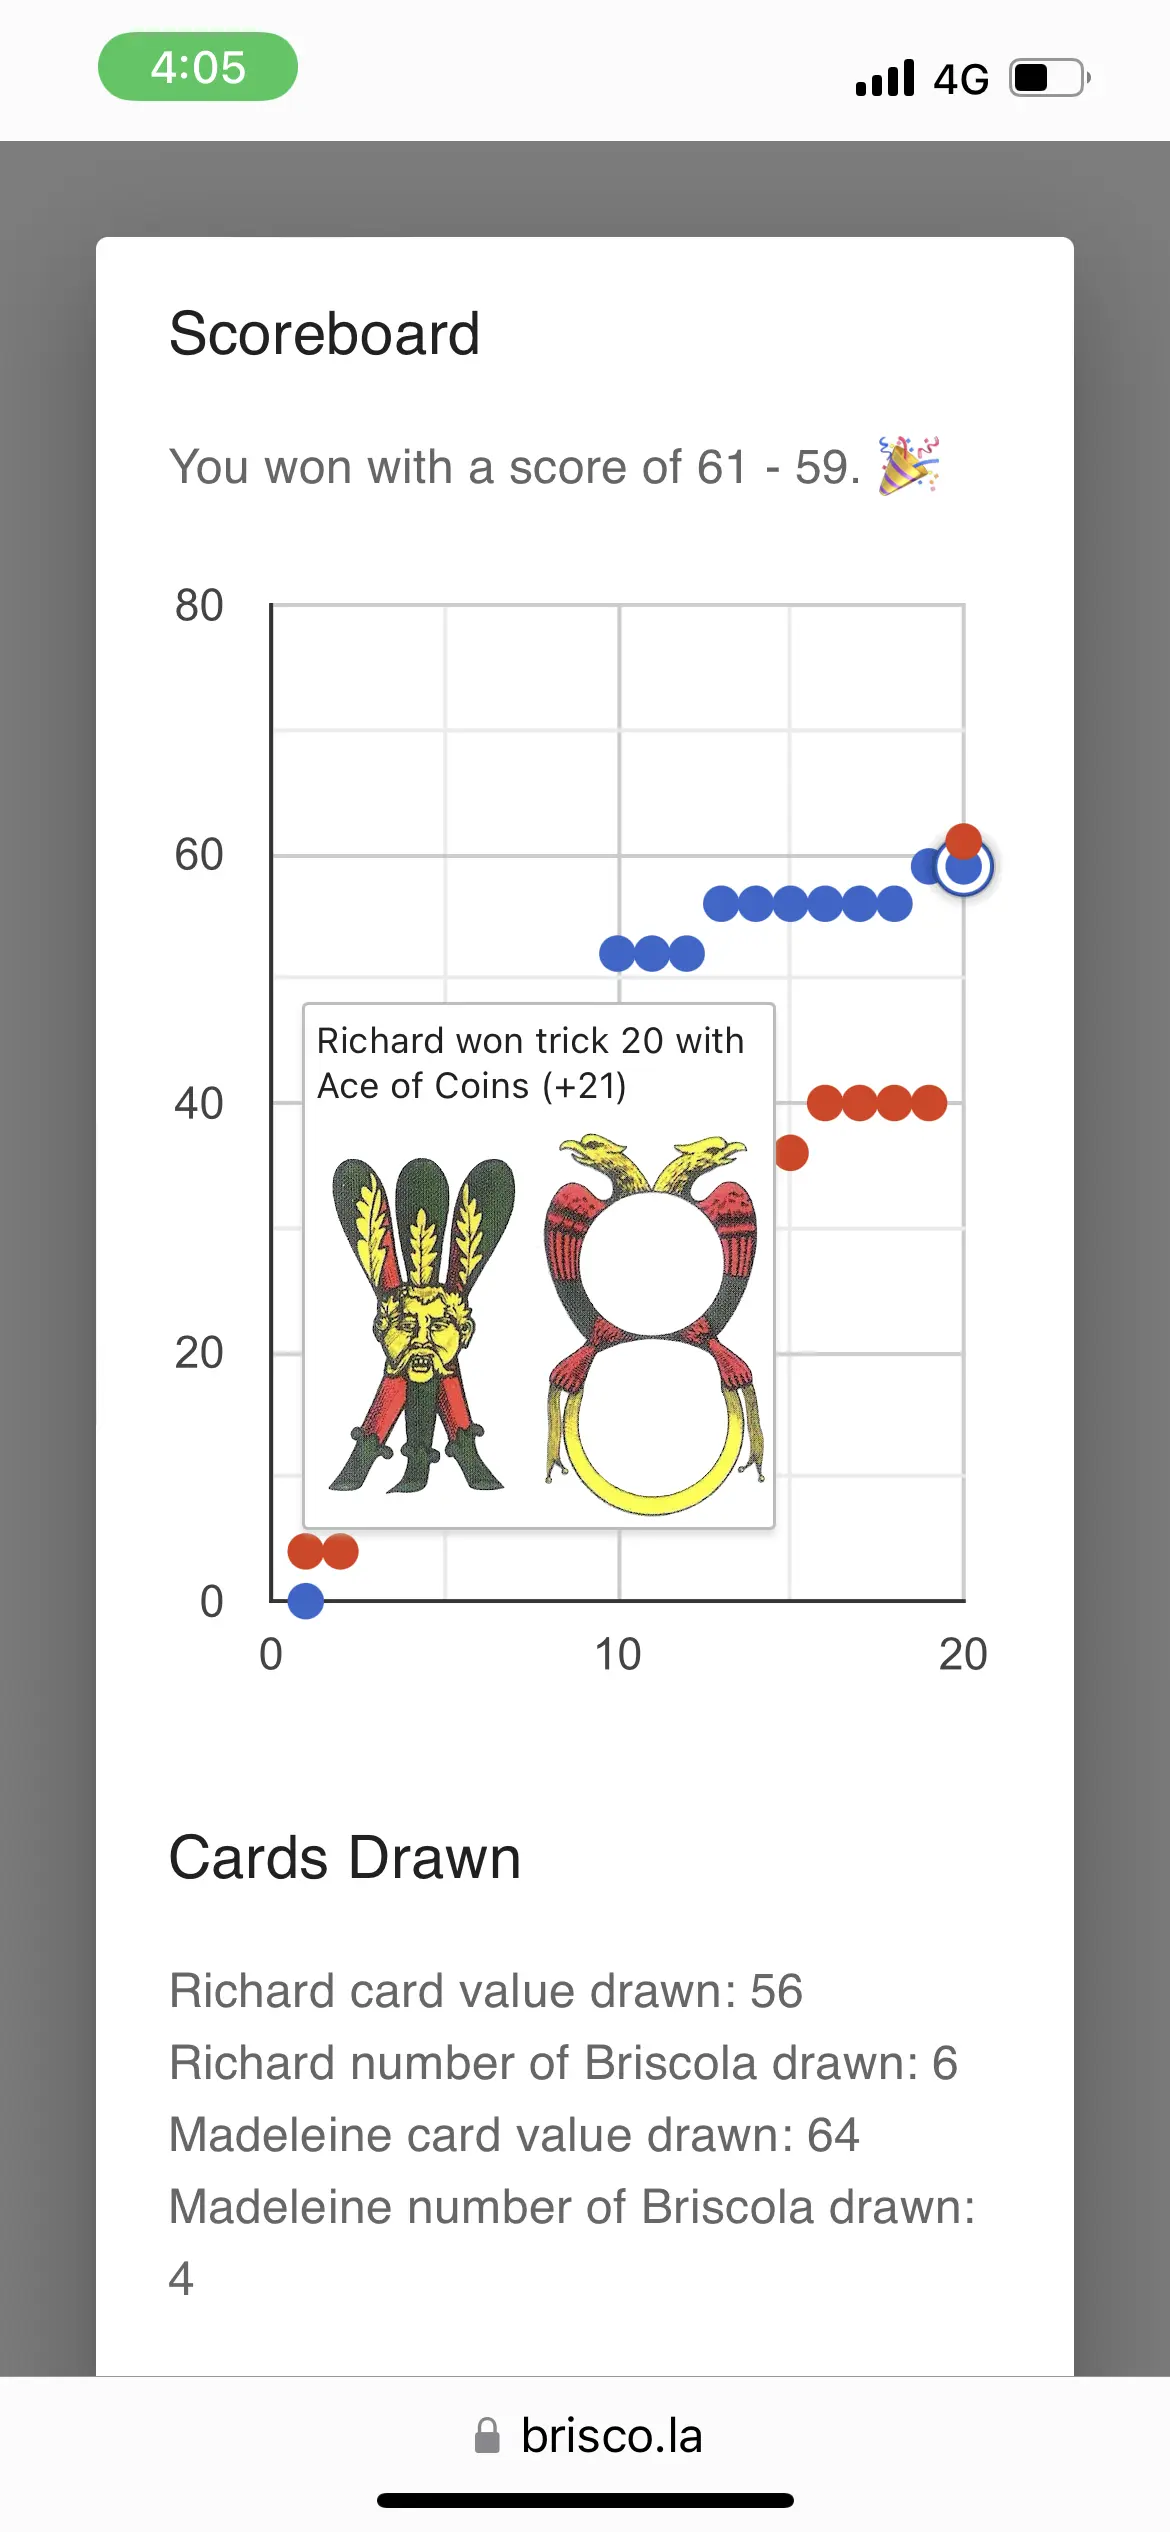 4:05
4G
Scoreboard
You won with a score of 61 - 59. 🎉
80
60
40
20
0
Richard won trick 20 with
Ace of Coins (+21)
0
10
20
Cards Drawn
Richard card value drawn: 56
Richard number of Briscola drawn: 6
Madeleine card value drawn: 64
Madeleine number of Briscola drawn:
4
brisco.la